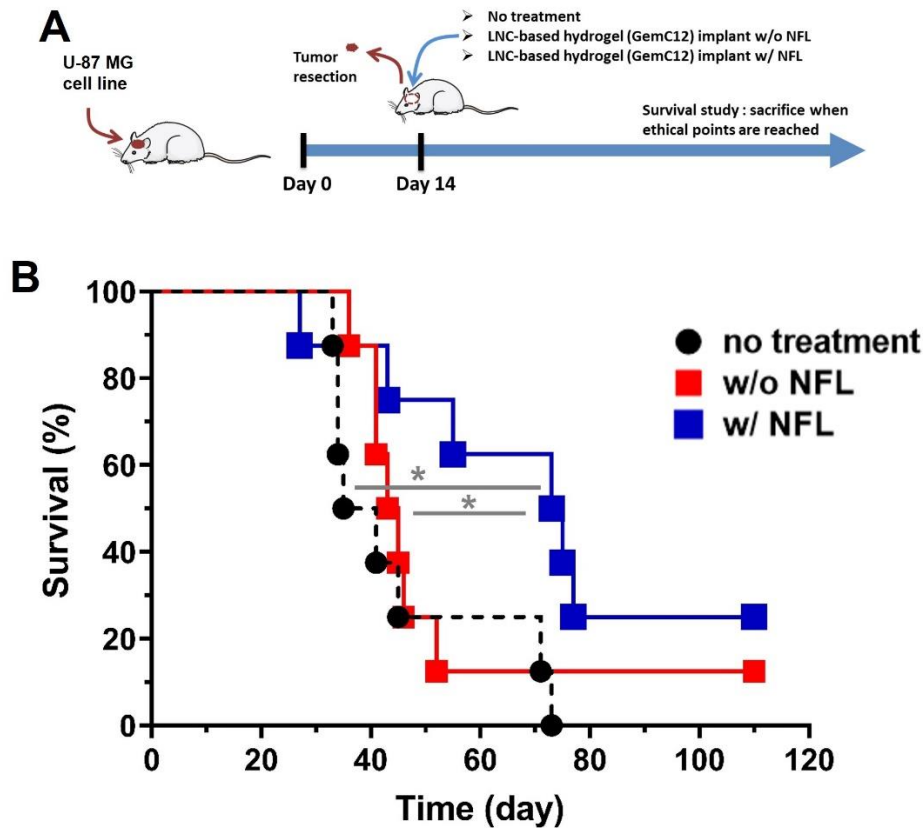 A
U-87 MG
cell line
Tumor
resection
➢ No treatment
➢ LNC-based hydrogel (GemC12) implant w/o NFL
➢ LNC-based hydrogel (GemC12) implant w/ NFL
Survival study : sacrifice when
ethical points are reached
Day 0
Day 14
B
100
80
60
40
20
0
Survival (%)
*
*
no treatment
w/o NFL
w/ NFL
0 20 40 60 80 100 120
Time (day)